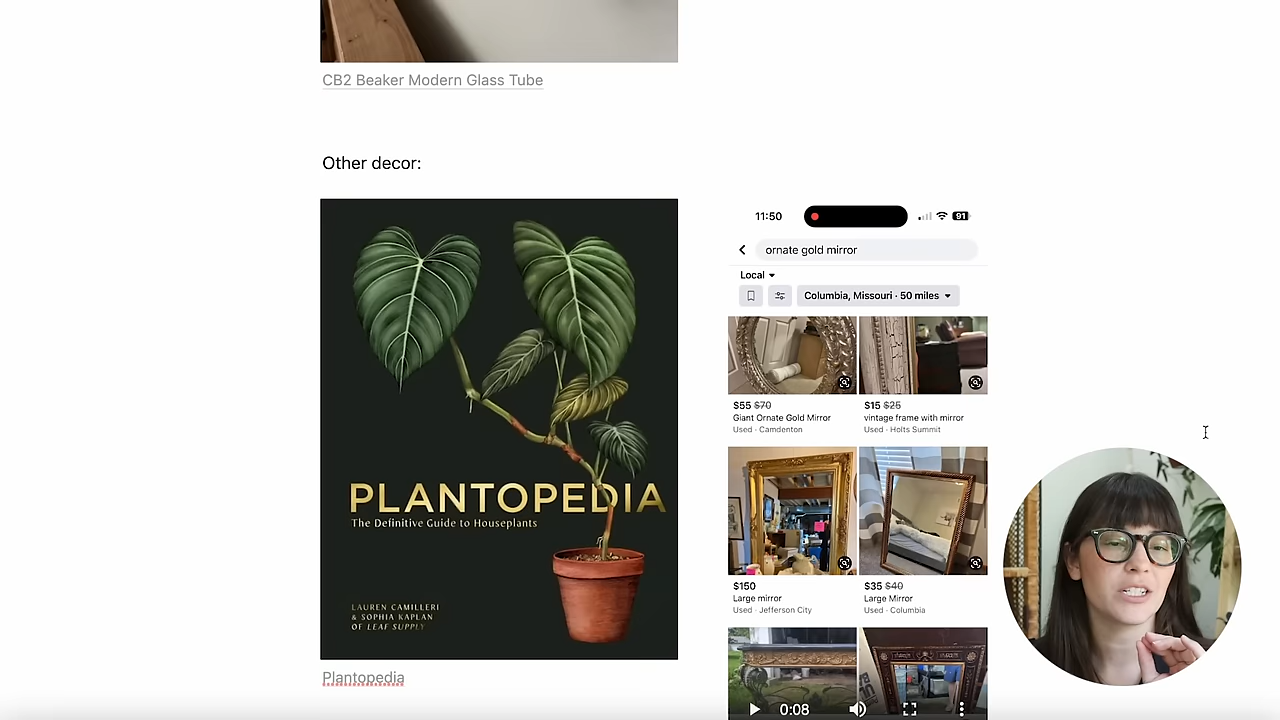 CB2 Beaker Modern Glass Tube
Other decor:
PLANTOPEDIA
The Definitive Guide to Houseplants
LAUREN CAMILLERI
& SOPHIA KAPLAN
OF LEAF SUPPLY
Plantopedia
11:50
91
ornate gold mirror
Local
Columbia, Missouri · 50 miles
$55 $70
Giant Ornate Gold Mirror
Used · Camdenton
$15 $25
vintage frame with mirror
Used · Holts Summit
$150
Large mirror
Used · Jefferson City
$35 $40
Large Mirror
Used · Columbia
0:08